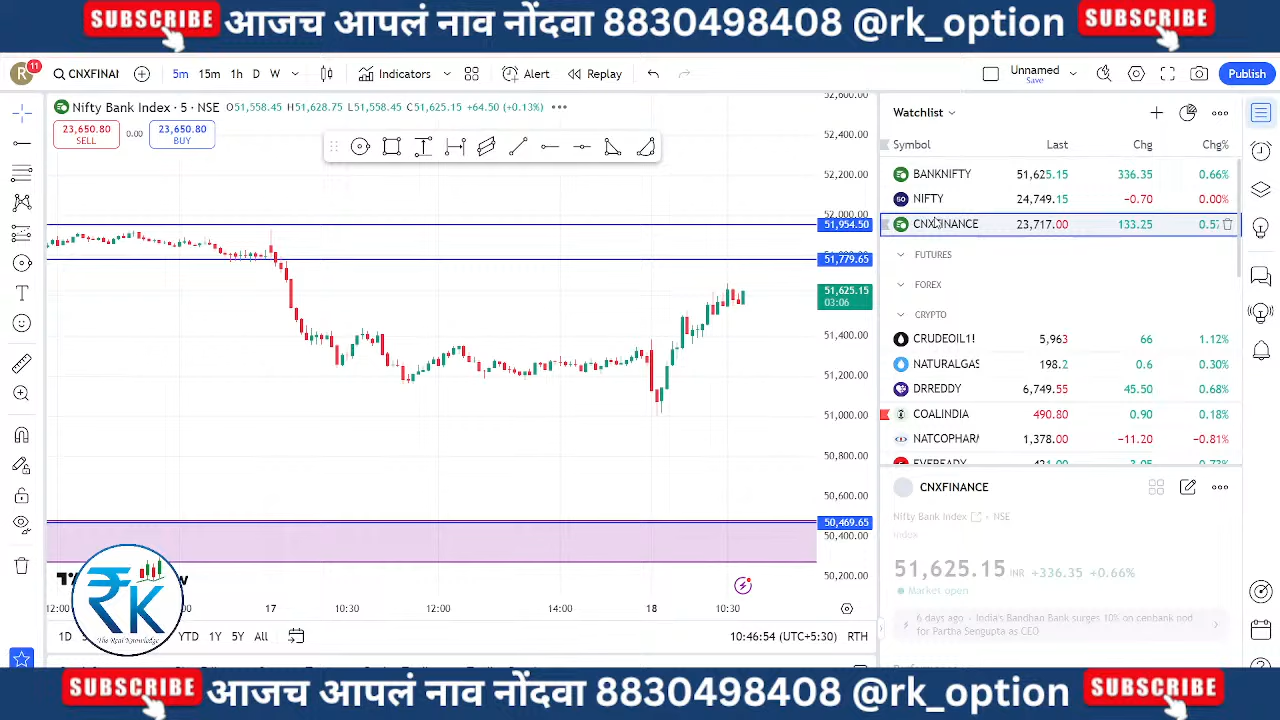 SUBSCRIBE आजच आपलं नाव नोंदवा 8830498408 @rk_option SUBSCRIBE
R 11 CNXFINAI 5m 15m 1h D W Indicators Alert Replay Unnamed Save Publish
Nifty Bank Index · 5 · NSE O51,558.45 H51,628.75 L51,558.45 C51,625.15 +64.50 (+0.13%)
23,650.80 SELL 0.00 23,650.80 BUY
52,400.00
52,200.00
52,000.00
51,954.50
51,779.65
51,625.15
03:06
51,400.00
51,200.00
51,000.00
50,800.00
50,600.00
50,469.65
50,400.00
50,200.00
12:00 17 10:30 12:00 14:00 18 10:30
1D YTD 1Y 5Y All 10:46:54 (UTC+5:30) RTH
Watchlist
Symbol Last Chg Chg%
BANKNIFTY 51,625.15 336.35 0.66%
NIFTY 24,749.15 −0.70 0.00%
CNXFINANCE 23,717.00 133.25 0.57
FUTURES
FOREX
CRYPTO
CRUDEOIL1! 5,963 66 1.12%
NATURALGAS 198.2 0.6 0.30%
DRREDDY 6,749.55 45.50 0.68%
COALINDIA 490.80 0.90 0.18%
NATCOPHARM 1,378.00 −11.20 −0.81%
EVEREADY
CNXFINANCE
Nifty Bank Index · NSE
Index
51,625.15 INR +336.35 +0.66%
Market open
6 days ago · India's Bandhan Bank surges 10% on cenbank nod
for Partha Sengupta as CEO
RK
The Real Knowledge
SUBSCRIBE आजच आपलं नाव नोंदवा 8830498408 @rk_option SUBSCRIBE